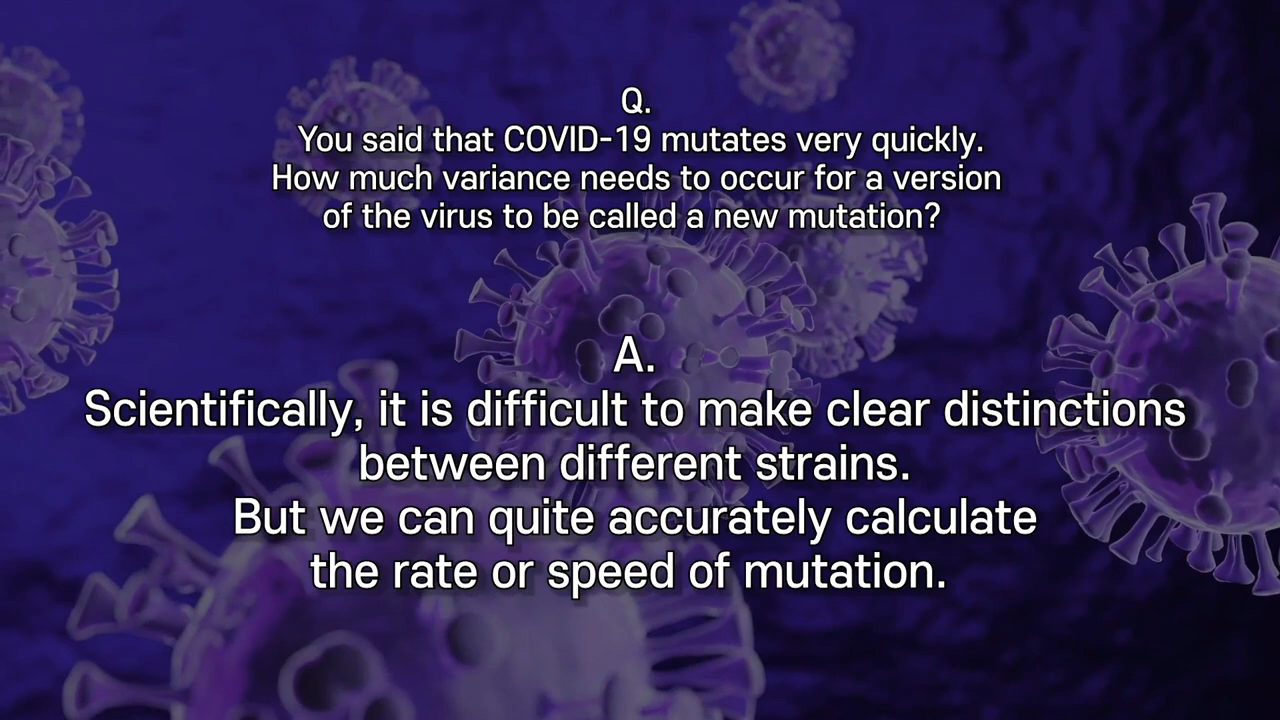 Q.
You said that COVID-19 mutates very quickly.
How much variance needs to occur for a version
of the virus to be called a new mutation?
A.
Scientifically, it is difficult to make clear distinctions
between different strains.
But we can quite accurately calculate
the rate or speed of mutation.